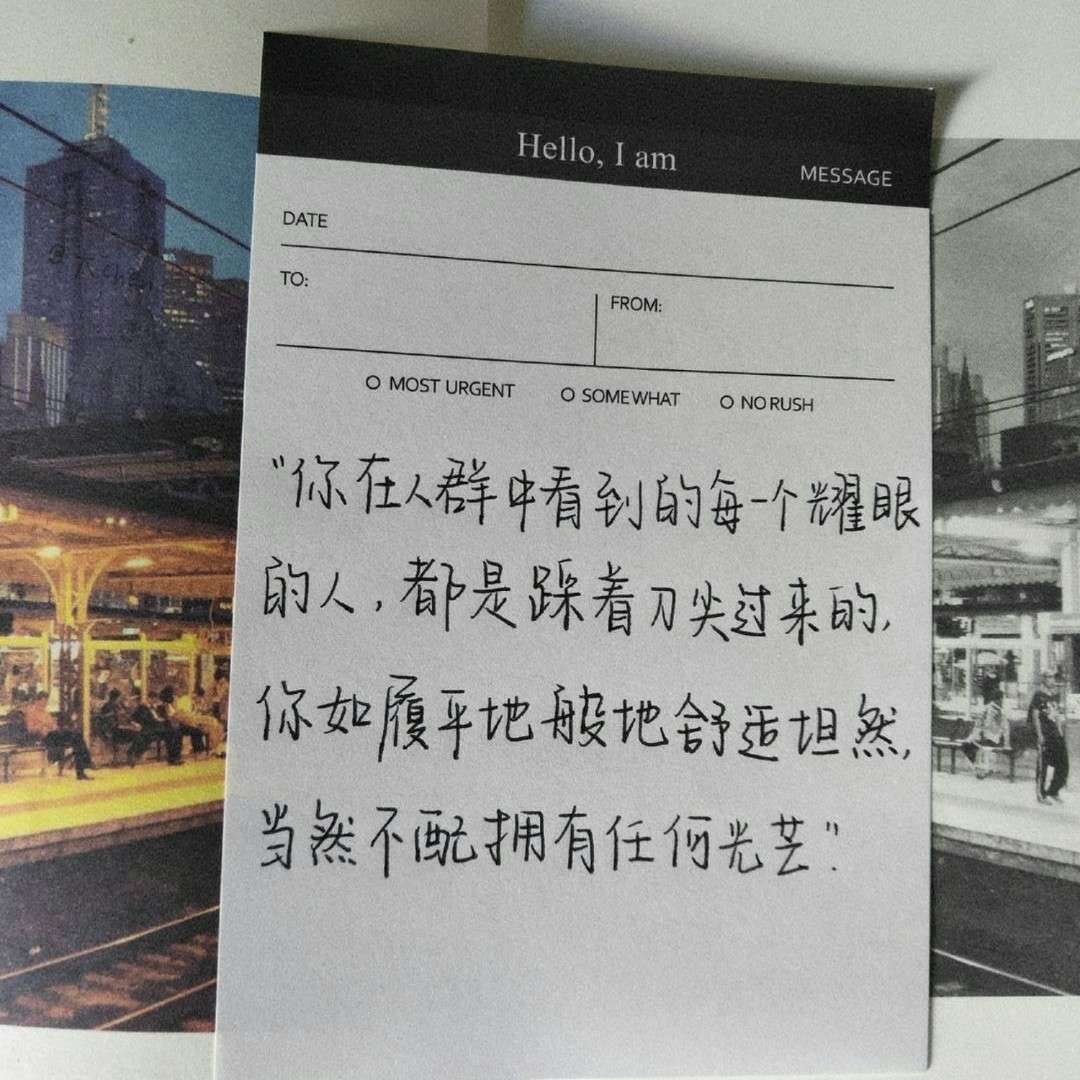 Hello, I am
MESSAGE
DATE
TO:
FROM:
O MOST URGENT O SOMEWHAT O NO RUSH
"你在人群中看到的每一个耀眼
的人,都是踩着刀尖过来的,
你如履平地般地舒适坦然,
当然不配拥有任何光芒"